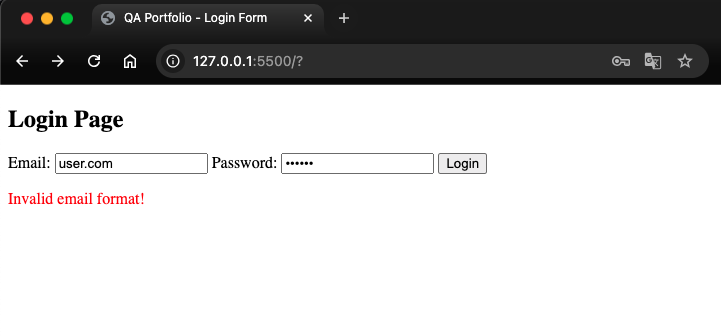 QA Portfolio - Login Form
127.0.0.1:5500/?
Login Page
Email: user.com Password: •••••• Login
Invalid email format!